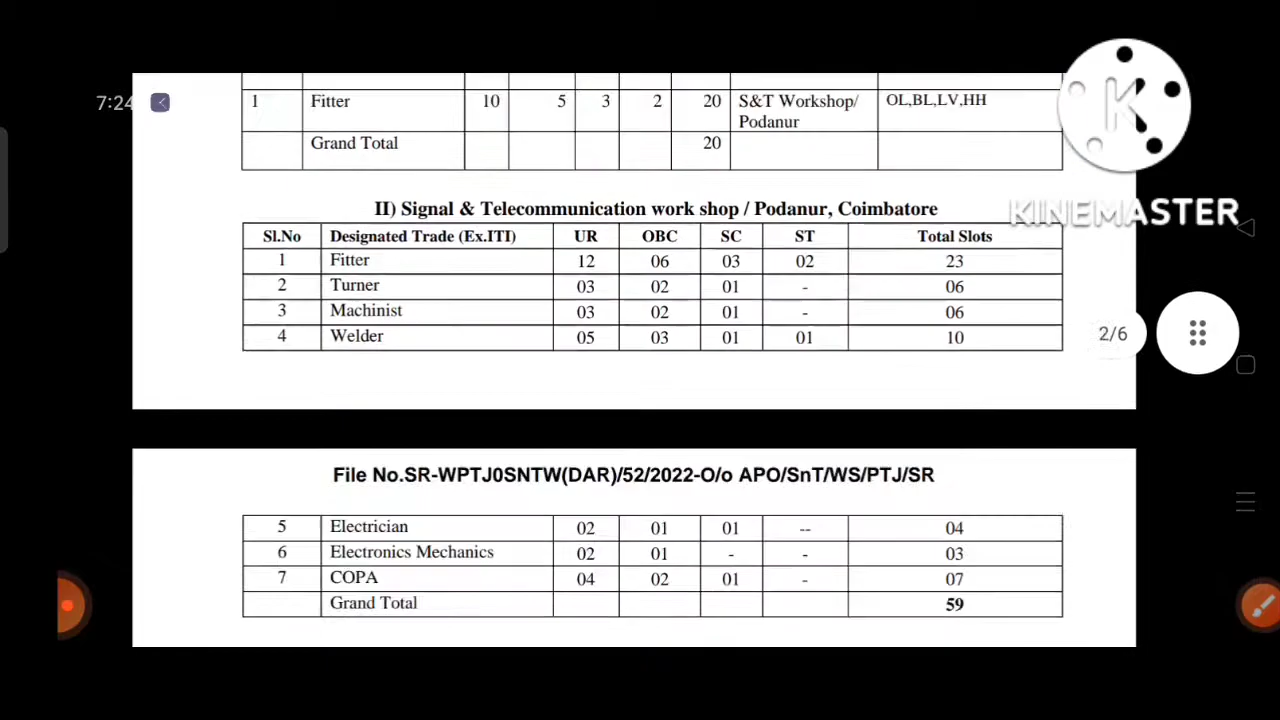 7:24
1 Fitter 10 5 3 2 20 S&T Workshop/ OL,BL,LV,HH
Podanur
Grand Total 20
KINEMASTER
II) Signal & Telecommunication work shop / Podanur, Coimbatore
Sl.No Designated Trade (Ex.ITI) UR OBC SC ST Total Slots
1 Fitter 12 06 03 02 23
2 Turner 03 02 01 - 06
3 Machinist 03 02 01 - 06
4 Welder 05 03 01 01 10
2/6
File No.SR-WPTJ0SNTW(DAR)/52/2022-O/o APO/SnT/WS/PTJ/SR
5 Electrician 02 01 01 -- 04
6 Electronics Mechanics 02 01 - - 03
7 COPA 04 02 01 - 07
Grand Total 59